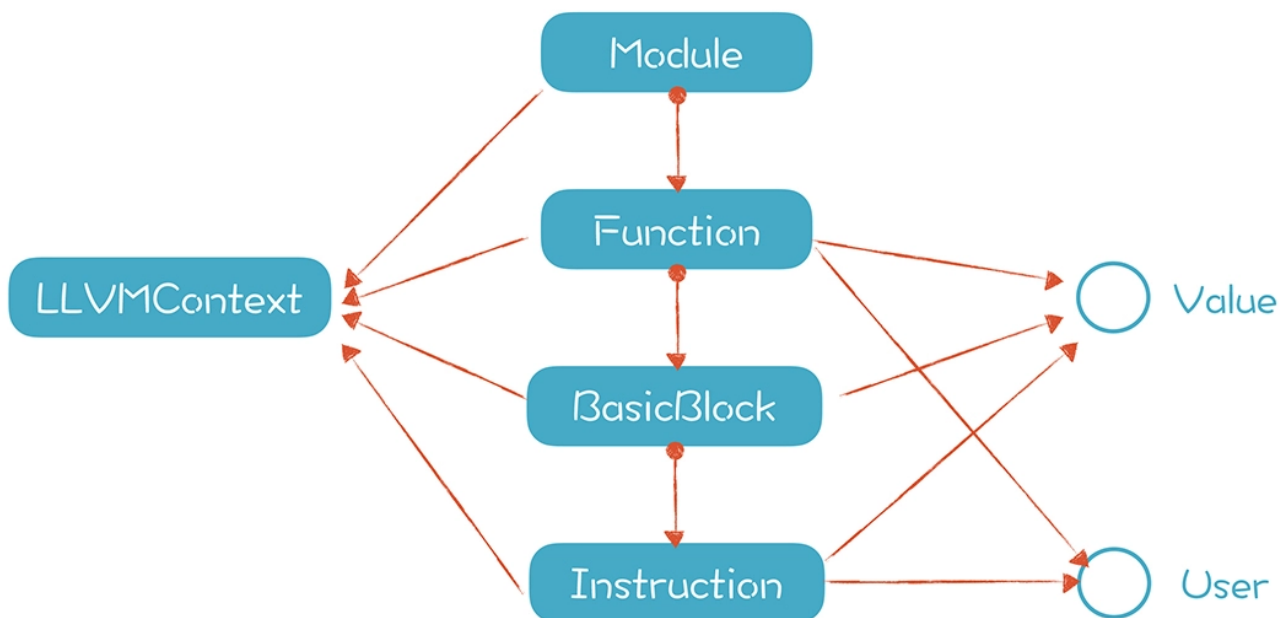 Module
Function
LLVMContext
Value
BasicBlock
Instruction
User